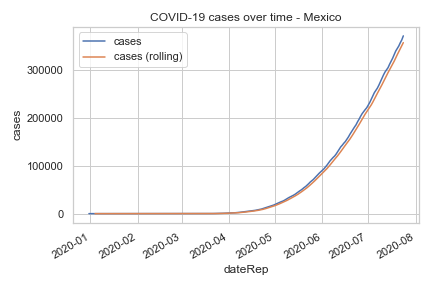 COVID-19 cases over time - Mexico
cases
cases (rolling)
cases
300000
200000
100000
0
2020-01
2020-02
2020-03
2020-04
2020-05
2020-06
2020-07
2020-08
dateRep